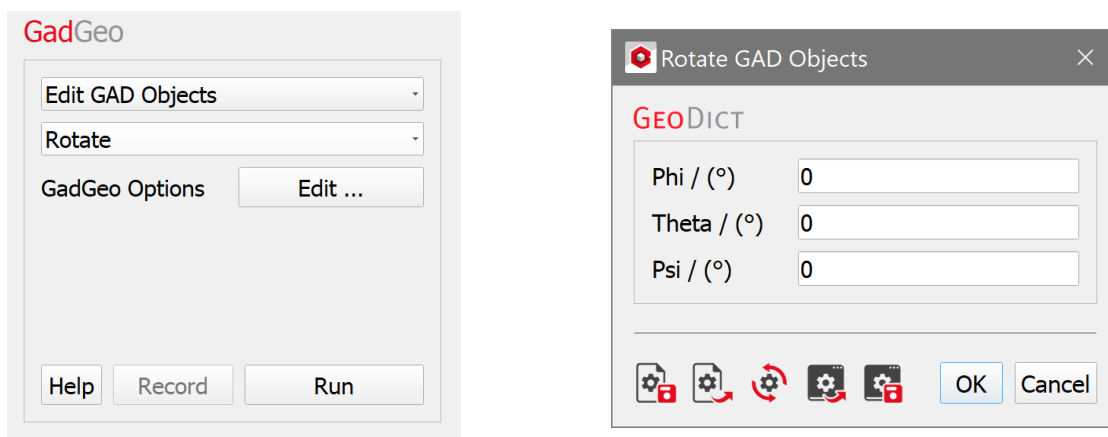 GadGeo
Edit GAD Objects
Rotate
GadGeo Options Edit ...
Help Record Run
Rotate GAD Objects
GEODICT
Phi / (°) 0
Theta / (°) 0
Psi / (°) 0
OK Cancel